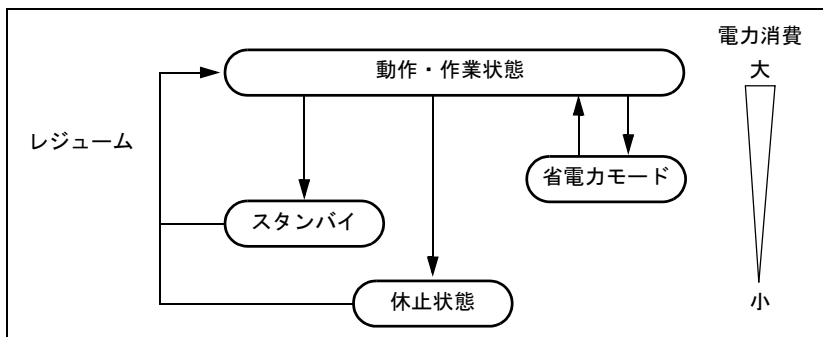 電力消費
大
動作・作業状態
レジューム
省電力モード
スタンバイ
休止状態
小